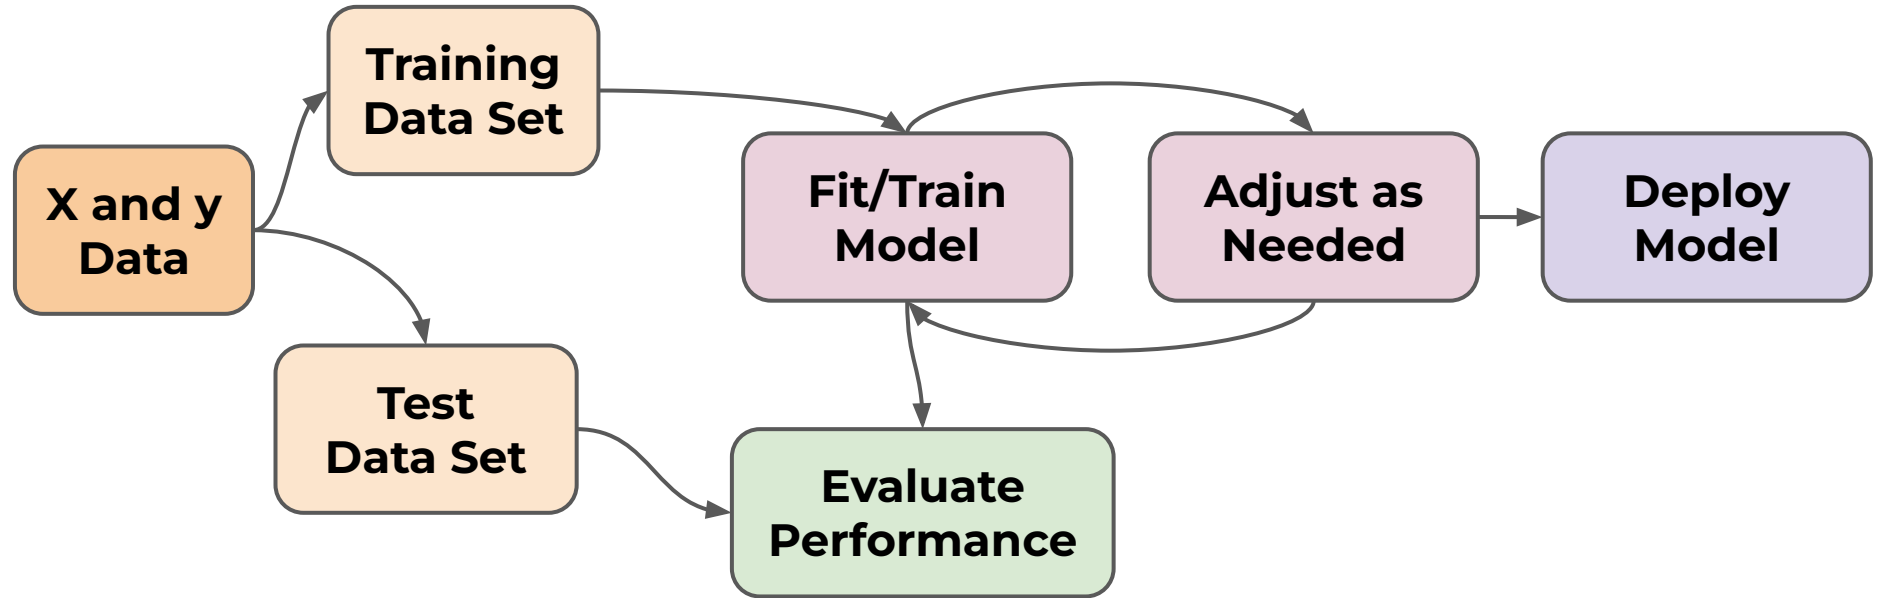 Training
Data Set
X and y
Data
Fit/Train
Model
Adjust as
Needed
Deploy
Model
Test
Data Set
Evaluate
Performance